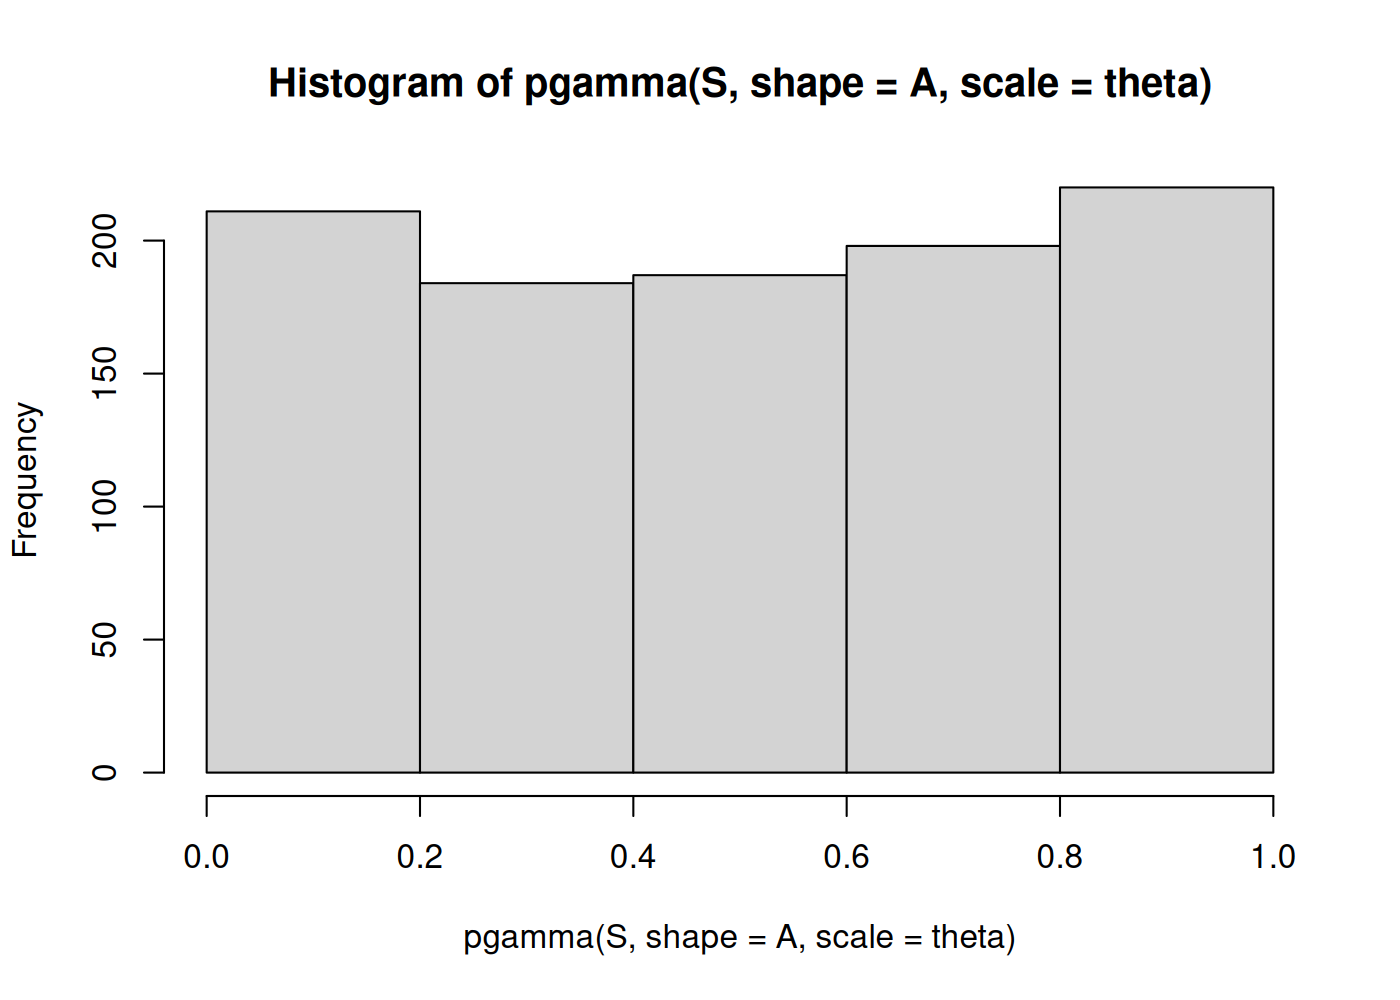 Histogram of pgamma(S, shape = A, scale = theta)
Frequency
200
150
100
50
0
0.0 0.2 0.4 0.6 0.8 1.0
pgamma(S, shape = A, scale = theta)